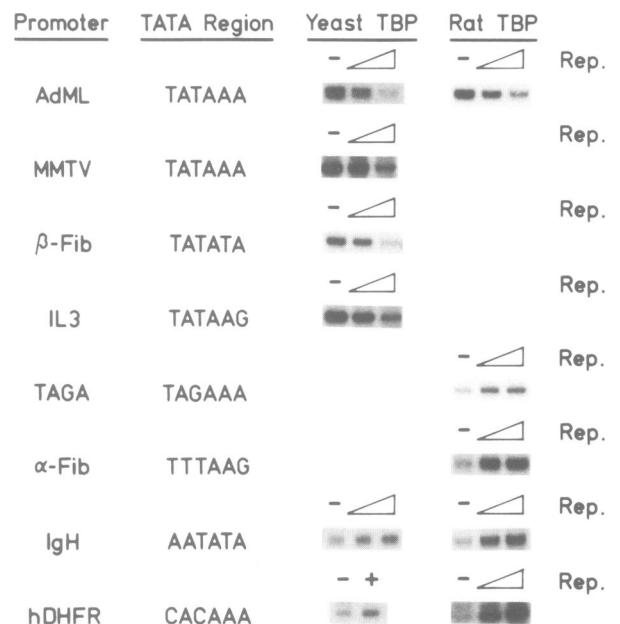 Promoter TATA Region Yeast TBP Rat TBP
- - Rep.
AdML TATAAA
- Rep.
MMTV TATAAA
- Rep.
β-Fib TATATA
- Rep.
IL3 TATAAG
- Rep.
TAGA TAGAAA
- Rep.
α-Fib TTTAAG
- - Rep.
IgH AATATA
- + - Rep.
hDHFR CACAAA